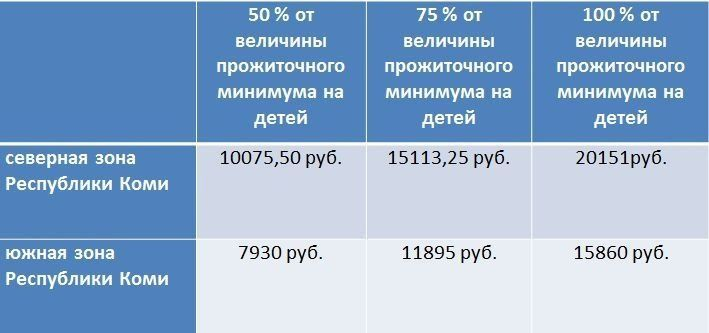 50 % от
величины
прожиточного
минимума на
детей
75 % от
величины
прожиточного
минимума на
детей
100 % от
величины
прожиточного
минимума на
детей
северная зона
Республики Коми
10075,50 руб.
15113,25 руб.
20151руб.
южная зона
Республики Коми
7930 руб.
11895 руб.
15860 руб.